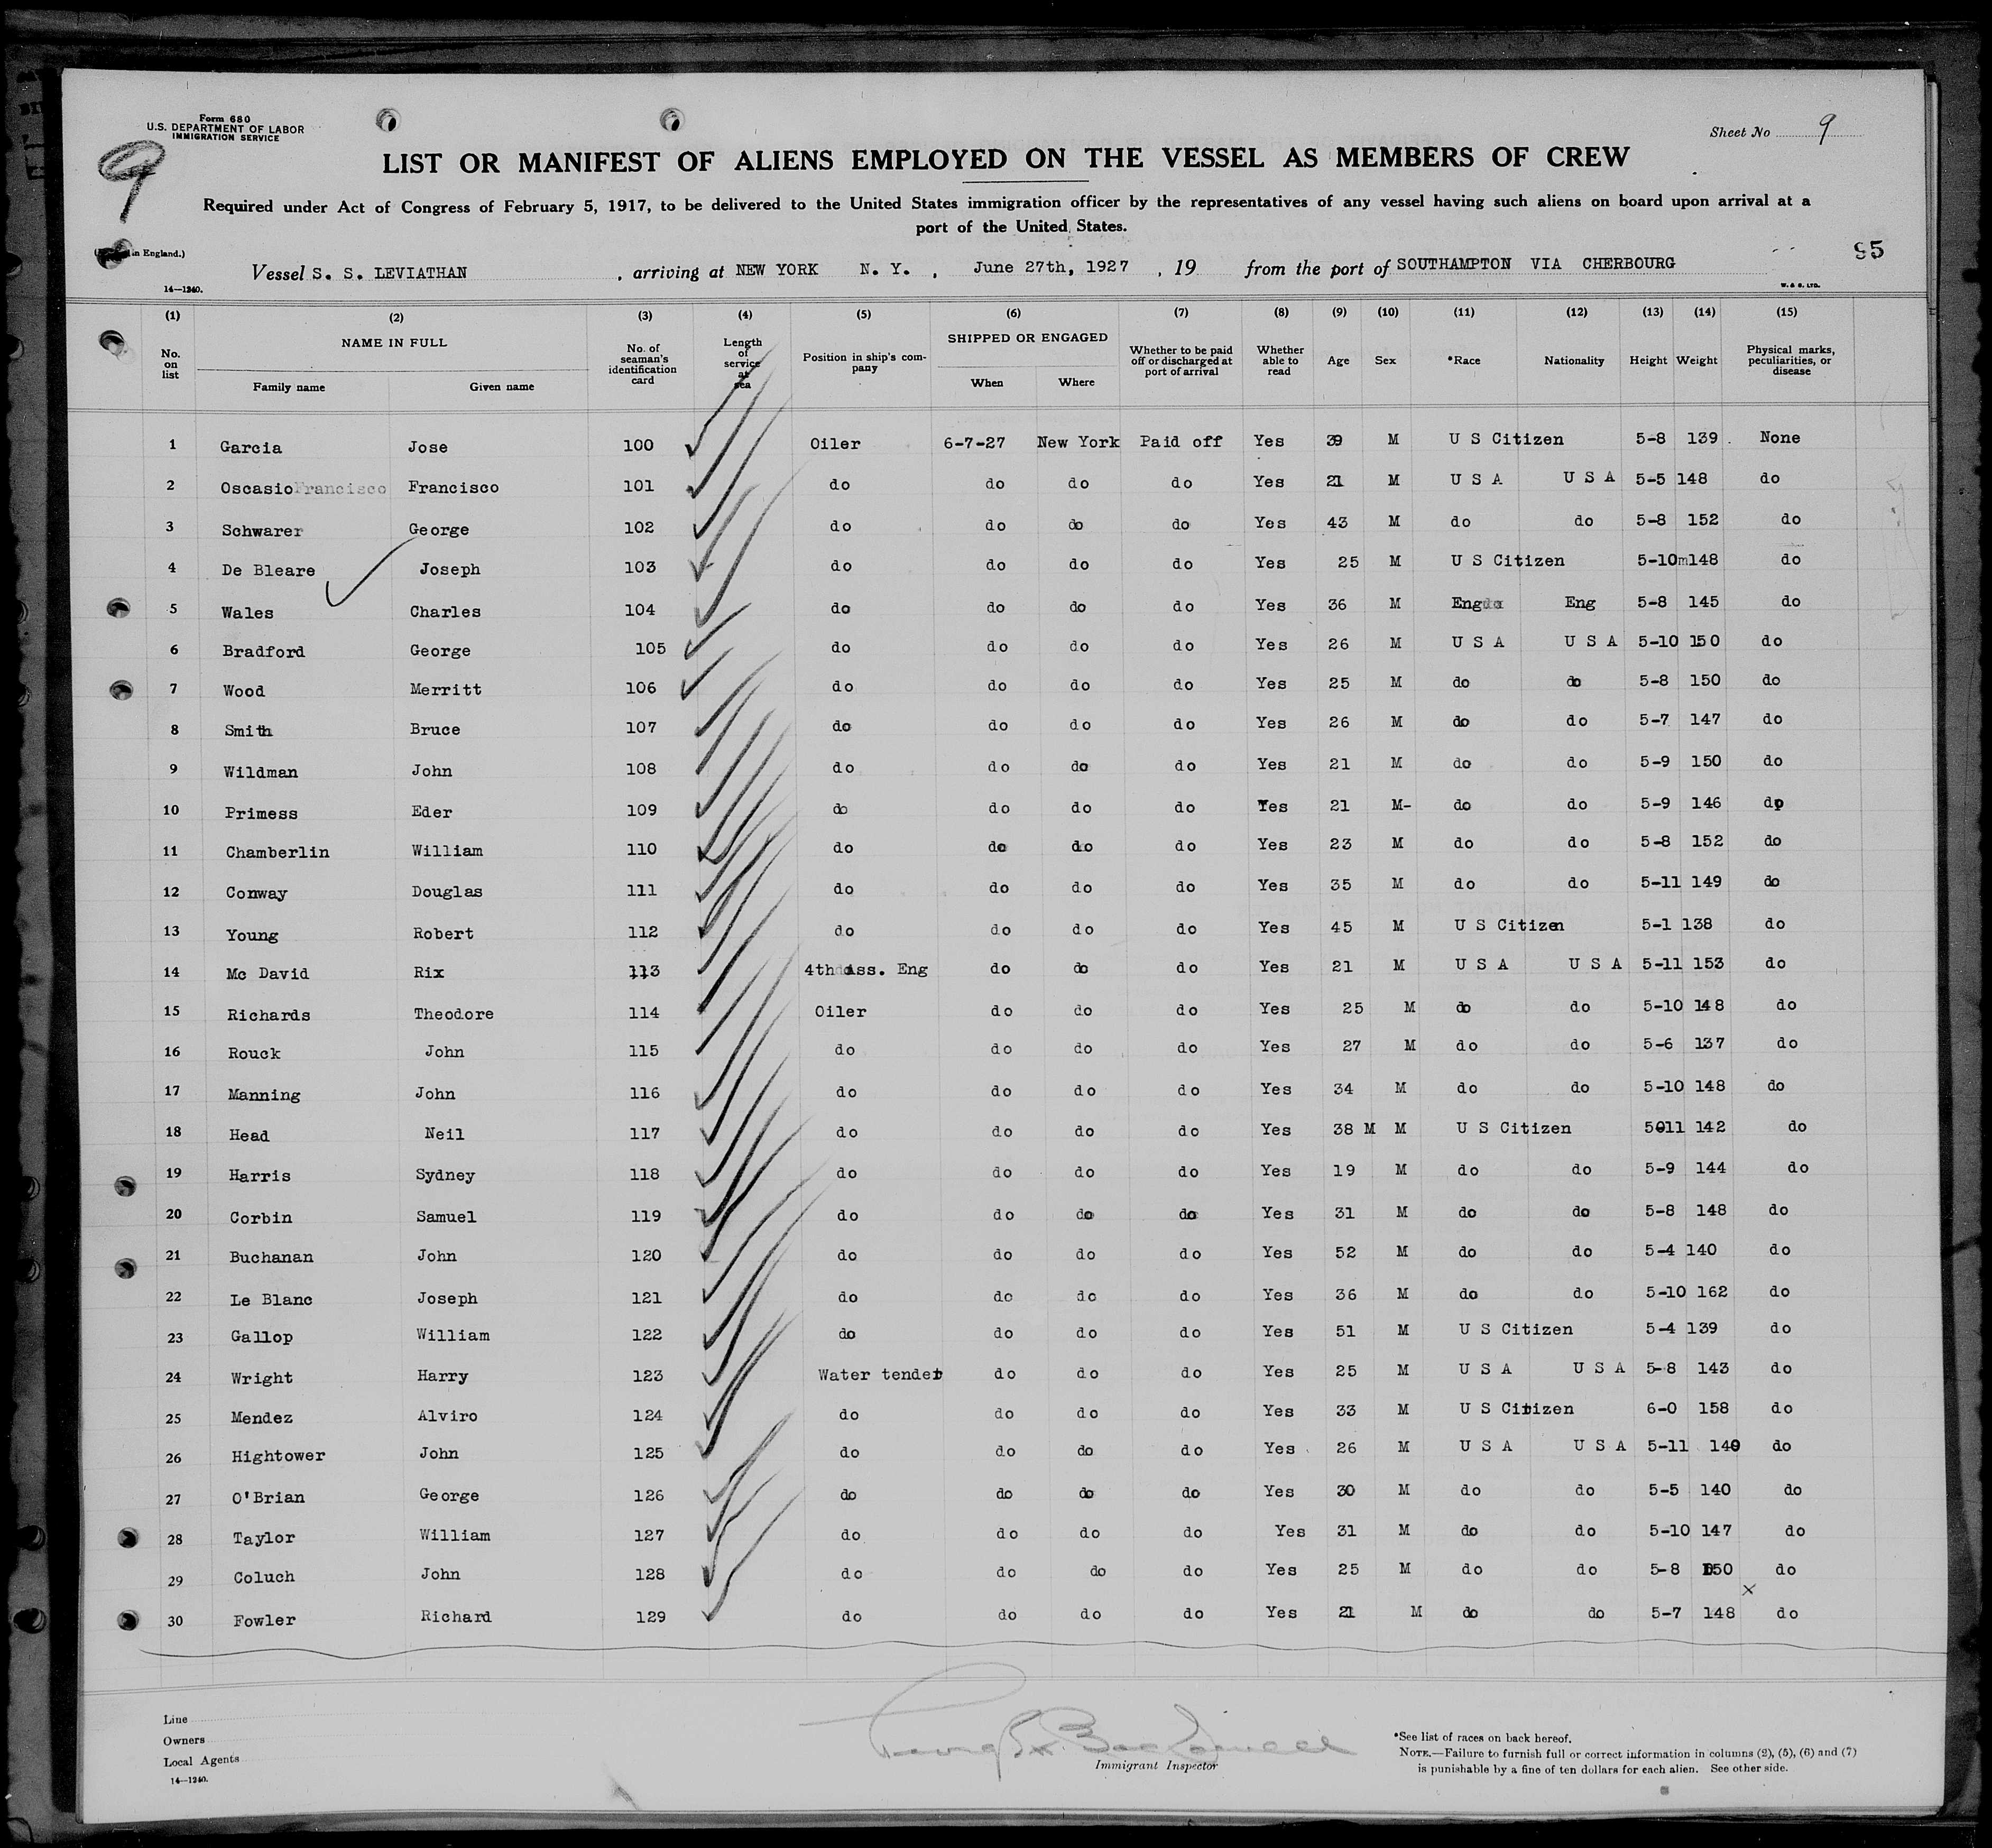 Form 680
U.S. DEPARTMENT OF LABOR
IMMIGRATION SERVICE
9
Sheet No 9
LIST OR MANIFEST OF ALIENS EMPLOYED ON THE VESSEL AS MEMBERS OF CREW
Required under Act of Congress of February 5, 1917, to be delivered to the United States immigration officer by the representatives of any vessel having such aliens on board upon arrival at a
port of the United States.
in England.)
95
Vessel S. S. LEVIATHAN , arriving at NEW YORK N. Y. , June 27th, 1927 , 19 from the port of SOUTHAMPTON VIA CHERBOURG
14—1240. W. & S. LTD.
(1) (2) (3) (4) (5) (6) (7) (8) (9) (10) (11) (12) (13) (14) (15)
No. on list NAME IN FULL Family name Given name No. of seaman's identification card Length of service at sea Position in ship's company SHIPPED OR ENGAGED When Where Whether to be paid off or discharged at port of arrival Whether able to read Age Sex *Race Nationality Height Weight Physical marks, peculiarities, or disease
1 Garcia Jose 100 Oiler 6-7-27 New York Paid off Yes 39 M U S Citizen 5-8 139 None
2 Oscasio Francisco Francisco 101 do do do do Yes 21 M U S A U S A 5-5 148 do
3 Schwarer George 102 do do do do Yes 43 M do do 5-8 152 do
4 De Bleare Joseph 103 do do do do Yes 25 M U S Citizen 5-10m148 do
5 Wales Charles 104 do do do do Yes 36 M Eng Eng 5-8 145 do
6 Bradford George 105 do do do do Yes 26 M U S A U S A 5-10 150 do
7 Wood Merritt 106 do do do do Yes 25 M do do 5-8 150 do
8 Smith Bruce 107 do do do do Yes 26 M do do 5-7 147 do
9 Wildman John 108 do do do do Yes 21 M do do 5-9 150 do
10 Primess Eder 109 do do do do Yes 21 M- do do 5-9 146 do
11 Chamberlin William 110 do do do do Yes 23 M do do 5-8 152 do
12 Conway Douglas 111 do do do do Yes 35 M do do 5-11 149 do
13 Young Robert 112 do do do do Yes 45 M U S Citizen 5-1 138 do
14 Mc David Rix 113 4th Ass. Eng do do do Yes 21 M U S A U S A 5-11 153 do
15 Richards Theodore 114 Oiler do do do Yes 25 M do do 5-10 148 do
16 Rouck John 115 do do do do Yes 27 M do do 5-6 137 do
17 Manning John 116 do do do do Yes 34 M do do 5-10 148 do
18 Head Neil 117 do do do do Yes 38 M M U S Citizen 5011 142 do
19 Harris Sydney 118 do do do do Yes 19 M do do 5-9 144 do
20 Corbin Samuel 119 do do do do Yes 31 M do do 5-8 148 do
21 Buchanan John 120 do do do do Yes 52 M do do 5-4 140 do
22 Le Blanc Joseph 121 do do do do Yes 36 M do do 5-10 162 do
23 Gallop William 122 do do do do Yes 51 M U S Citizen 5-4 139 do
24 Wright Harry 123 Water tender do do do Yes 25 M U S A U S A 5-8 143 do
25 Mendez Alviro 124 do do do do Yes 33 M U S Citizen 6-0 158 do
26 Hightower John 125 do do do do Yes 26 M U S A U S A 5-11 140 do
27 O'Brian George 126 do do do do Yes 30 M do do 5-5 140 do
28 Taylor William 127 do do do do Yes 31 M do do 5-10 147 do
29 Coluch John 128 do do do do Yes 25 M do do 5-8 150 do
30 Fowler Richard 129 do do do do Yes 21 M do do 5-7 148 do
Line
Owners
Local Agents
14—1240.
Immigrant Inspector
*See list of races on back hereof.
NOTE.—Failure to furnish full or correct information in columns (2), (5), (6) and (7)
is punishable by a fine of ten dollars for each alien. See other side.